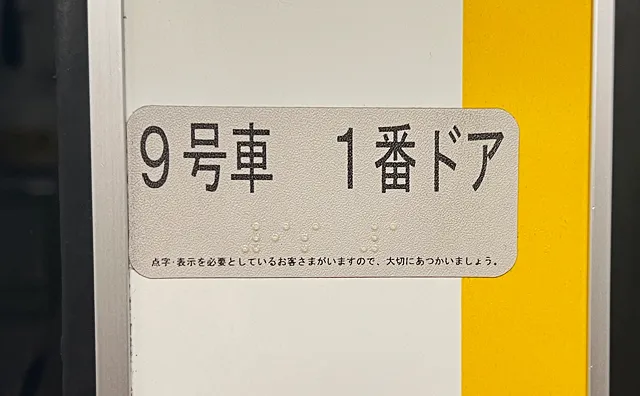 9号車　1番ドア
点字・表示を必要としているお客さまがいますので、大切にあつかいましょう。